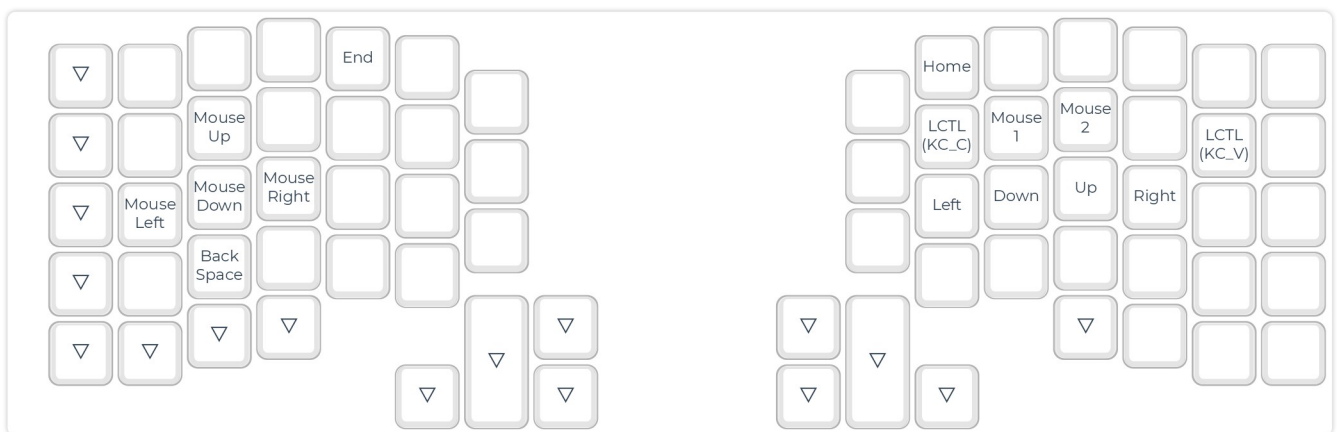 End
Home
Mouse
Up
LCTL
(KC_C)
Mouse
1
Mouse
2
LCTL
(KC_V)
Mouse
Left
Mouse
Down
Mouse
Right
Left
Down
Up
Right
Back
Space